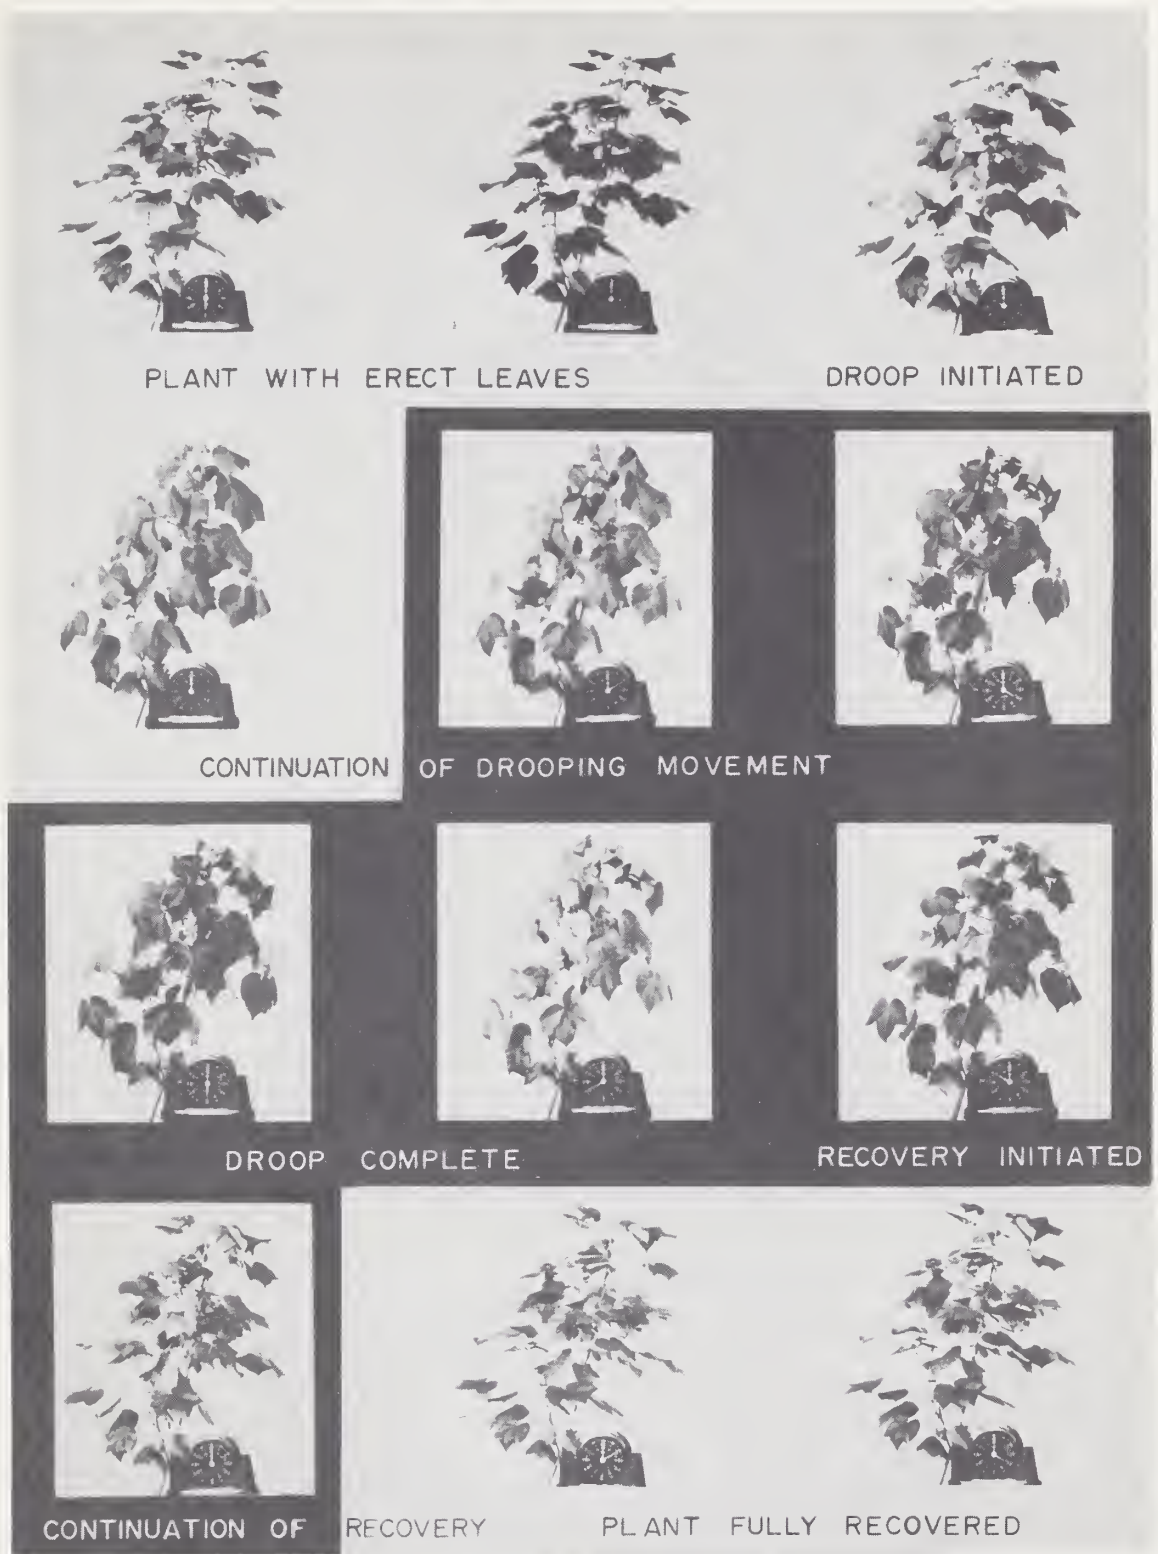 PLANT WITH ERECT LEAVES
DROOP INITIATED
CONTINUATION OF DROOPING MOVEMENT
DROOP COMPLETE
RECOVERY INITIATED
CONTINUATION OF RECOVERY
PLANT FULLY RECOVERED